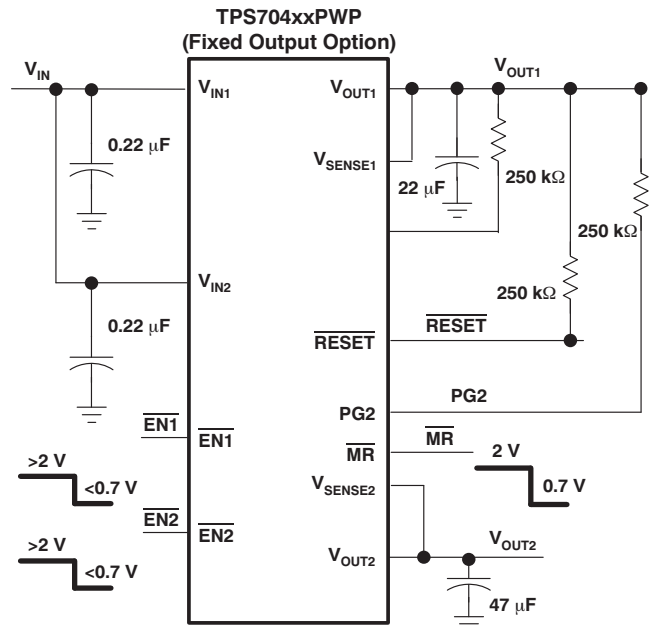 TPS704xxPWP
(Fixed Output Option)
VIN
VIN1
VOUT1
VOUT1
0.22 μF
VSENSE1
22 μF
250 kΩ
250 kΩ
VIN2
250 kΩ
0.22 μF
RESET
RESET
PG2
PG2
EN1
EN1
MR
MR
2 V
0.7 V
>2 V
<0.7 V
VSENSE2
EN2
EN2
VOUT2
VOUT2
>2 V
<0.7 V
47 μF